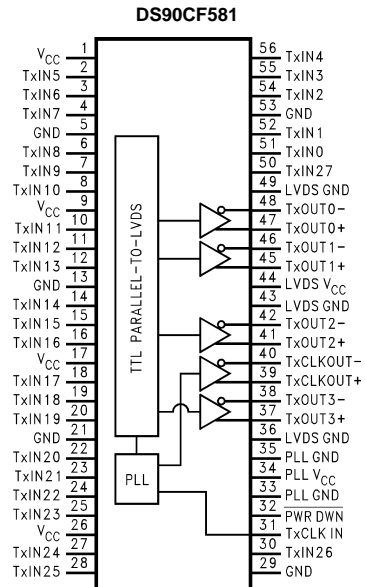 DS90CF581
V_CC 1
TxIN5 2
TxIN6 3
TxIN7 4
GND 5
TxIN8 6
TxIN9 7
TxIN10 8
V_CC 9
TxIN11 10
TxIN12 11
TxIN13 12
GND 13
TxIN14 14
TxIN15 15
TxIN16 16
V_CC 17
TxIN17 18
TxIN18 19
TxIN19 20
GND 21
TxIN20 22
TxIN21 23
TxIN22 24
TxIN23 25
V_CC 26
TxIN24 27
TxIN25 28
TTL PARALLEL-TO-LVDS
PLL
56 TxIN4
55 TxIN3
54 TxIN2
53 GND
52 TxIN1
51 TxIN0
50 TxIN27
49 LVDS GND
48 TxOUT0-
47 TxOUT0+
46 TxOUT1-
45 TxOUT1+
44 LVDS V_CC
43 LVDS GND
42 TxOUT2-
41 TxOUT2+
40 TxCLKOUT-
39 TxCLKOUT+
38 TxOUT3-
37 TxOUT3+
36 LVDS GND
35 PLL GND
34 PLL V_CC
33 PLL GND
32 PWR DWN
31 TxCLK IN
30 TxIN26
29 GND